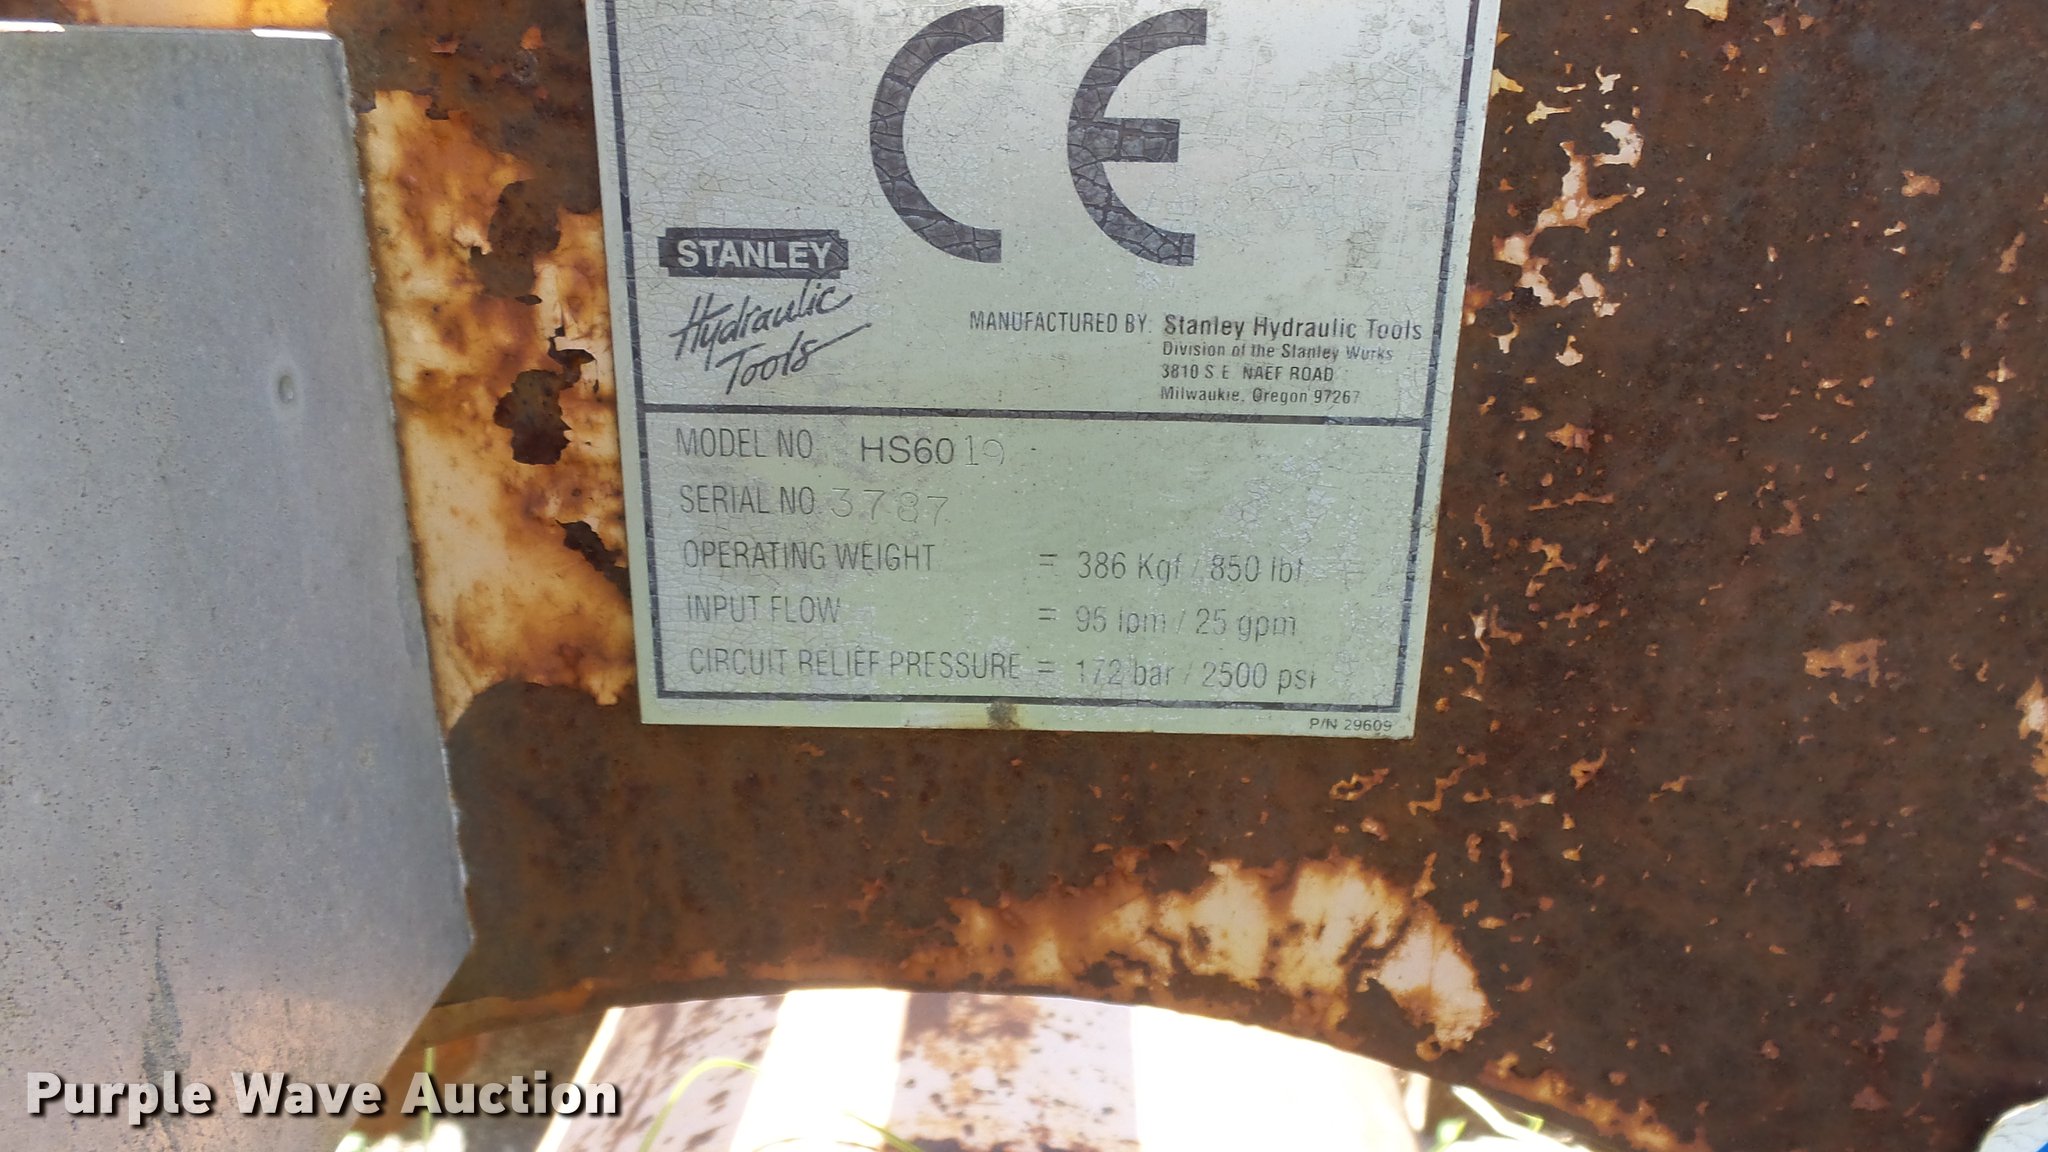 CE
STANLEY
Hydraulic
Tools
MANUFACTURED BY: Stanley Hydraulic Tools
Division of the Stanley Works
3810 S.E. NAEF ROAD
Milwaukie, Oregon 97267
MODEL NO. HS6019
SERIAL NO. 3787
OPERATING WEIGHT = 386 Kgf / 850 lbf
INPUT FLOW = 95 lpm / 25 gpm
CIRCUIT RELIEF PRESSURE = 172 bar / 2500 psi
P/N 29609
Purple Wave Auction